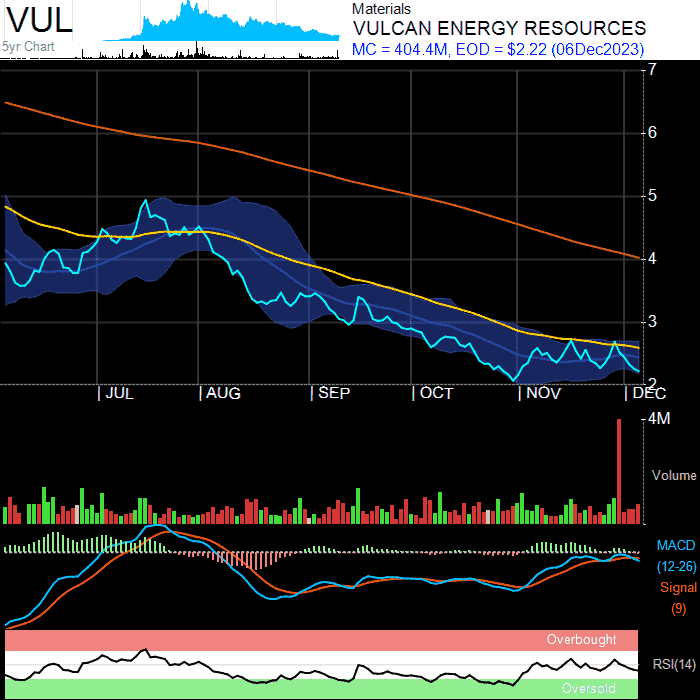 VUL
5yr Chart
Materials
VULCAN ENERGY RESOURCES
MC = 404.4M, EOD = $2.22 (06Dec2023)
7
6
5
4
3
2
JUL
AUG
SEP
OCT
NOV
DEC
4M
Volume
MACD
(12-26)
Signal
(9)
Overbought
RSI(14)
Oversold